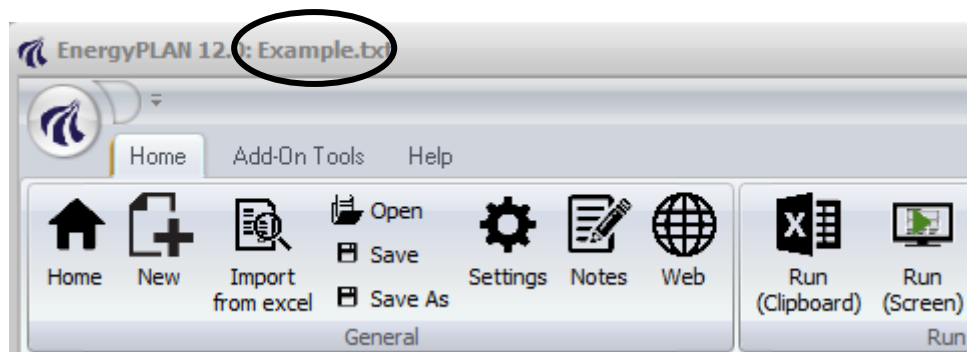 EnergyPLAN 12.0: Example.txt
Home Add-On Tools Help
Open
Save
Save As
Home New Import from excel Settings Notes Web Run (Clipboard) Run (Screen)
General Run